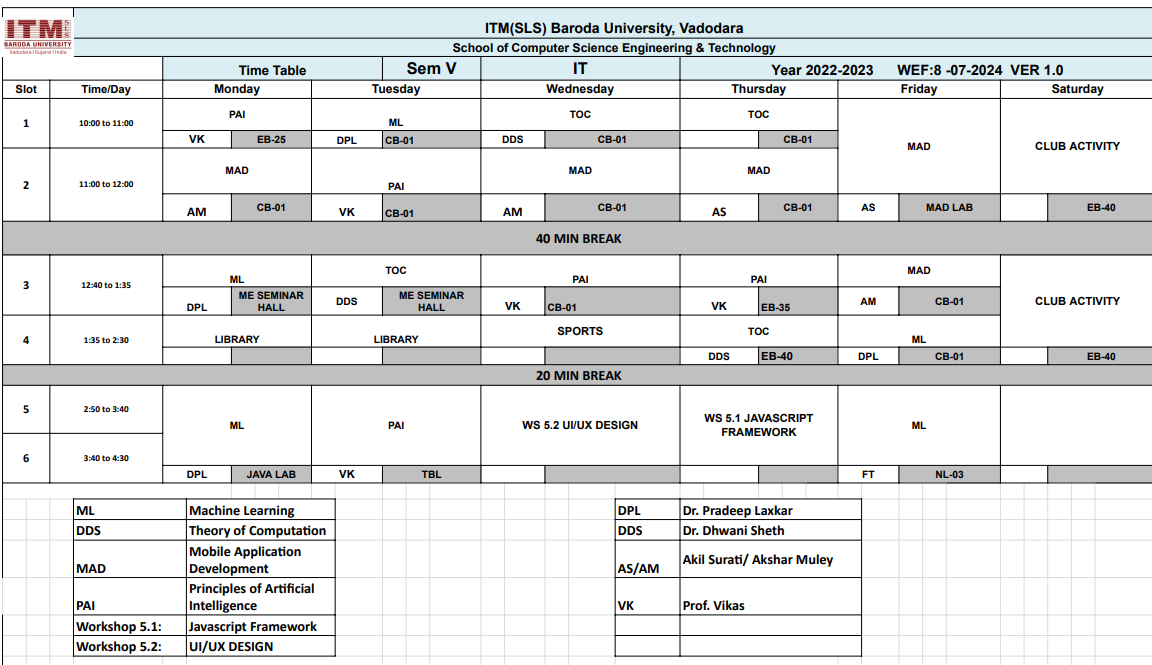 ITM SLS
BARODA UNIVERSITY
Vadodara | Gujarat | India
ITM(SLS) Baroda University, Vadodara
School of Computer Science Engineering & Technology
Time Table Sem V IT Year 2022-2023 WEF:8 -07-2024 VER 1.0
Slot Time/Day Monday Tuesday Wednesday Thursday Friday Saturday
1 10:00 to 11:00 PAI ML TOC TOC MAD CLUB ACTIVITY
VK EB-25 DPL CB-01 DDS CB-01 CB-01
2 11:00 to 12:00 MAD PAI MAD MAD
AM CB-01 VK CB-01 AM CB-01 AS CB-01 AS MAD LAB EB-40
40 MIN BREAK
3 12:40 to 1:35 ML TOC PAI PAI MAD CLUB ACTIVITY
DPL ME SEMINAR HALL DDS ME SEMINAR HALL VK CB-01 VK EB-35 AM CB-01
4 1:35 to 2:30 LIBRARY LIBRARY SPORTS TOC ML
DDS EB-40 DPL CB-01 EB-40
20 MIN BREAK
5 2:50 to 3:40 ML PAI WS 5.2 UI/UX DESIGN WS 5.1 JAVASCRIPT FRAMEWORK ML
6 3:40 to 4:30
DPL JAVA LAB VK TBL FT NL-03
ML Machine Learning
DDS Theory of Computation
MAD Mobile Application
Development
PAI Principles of Artificial
Intelligence
Workshop 5.1: Javascript Framework
Workshop 5.2: UI/UX DESIGN
DPL Dr. Pradeep Laxkar
DDS Dr. Dhwani Sheth
AS/AM Akil Surati/ Akshar Muley
VK Prof. Vikas